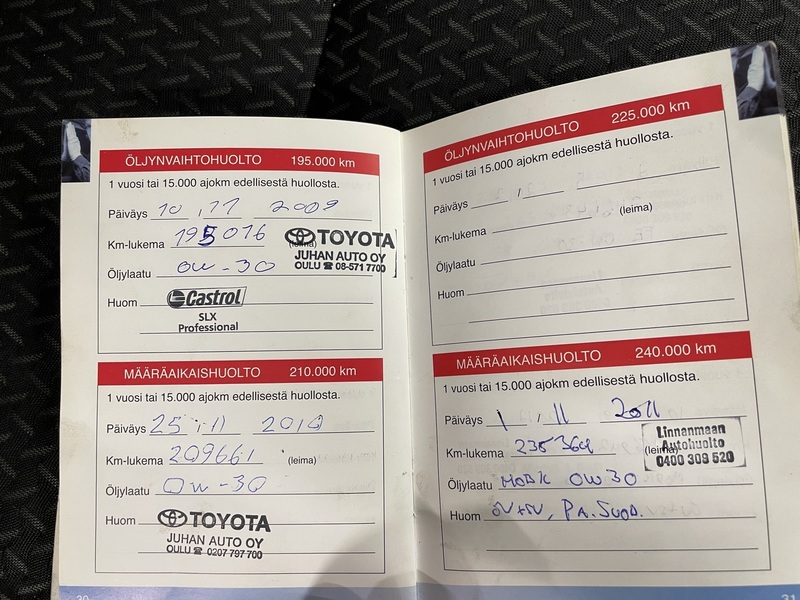 ÖLJYNVAIHTOHUOLTO 195.000 km
1 vuosi tai 15.000 ajokm edellisestä huollosta.
Päiväys 10 . 11 2009
Km-lukema 195016 (leima)
TOYOTA
JUHAN AUTO OY
OULU ☎ 08-571 7700
Öljylaatu 0W-30
Huom Castrol
SLX
Professional
MÄÄRÄAIKAISHUOLTO 210.000 km
1 vuosi tai 15.000 ajokm edellisestä huollosta.
Päiväys 25 . 11 2010
Km-lukema 209661 (leima)
Öljylaatu 0W-30
Huom TOYOTA
JUHAN AUTO OY
OULU ☎ 0207 797 700
30
ÖLJYNVAIHTOHUOLTO 225.000 km
1 vuosi tai 15.000 ajokm edellisestä huollosta.
Päiväys
Km-lukema (leima)
Öljylaatu
Huom
MÄÄRÄAIKAISHUOLTO 240.000 km
1 vuosi tai 15.000 ajokm edellisestä huollosta.
Päiväys 1 . 11 2011
Km-lukema 235364 (leima)
Linnanmaan
Autohuolto
0400 309 520
Öljylaatu 0W30
Huom PA.SUOD.
31